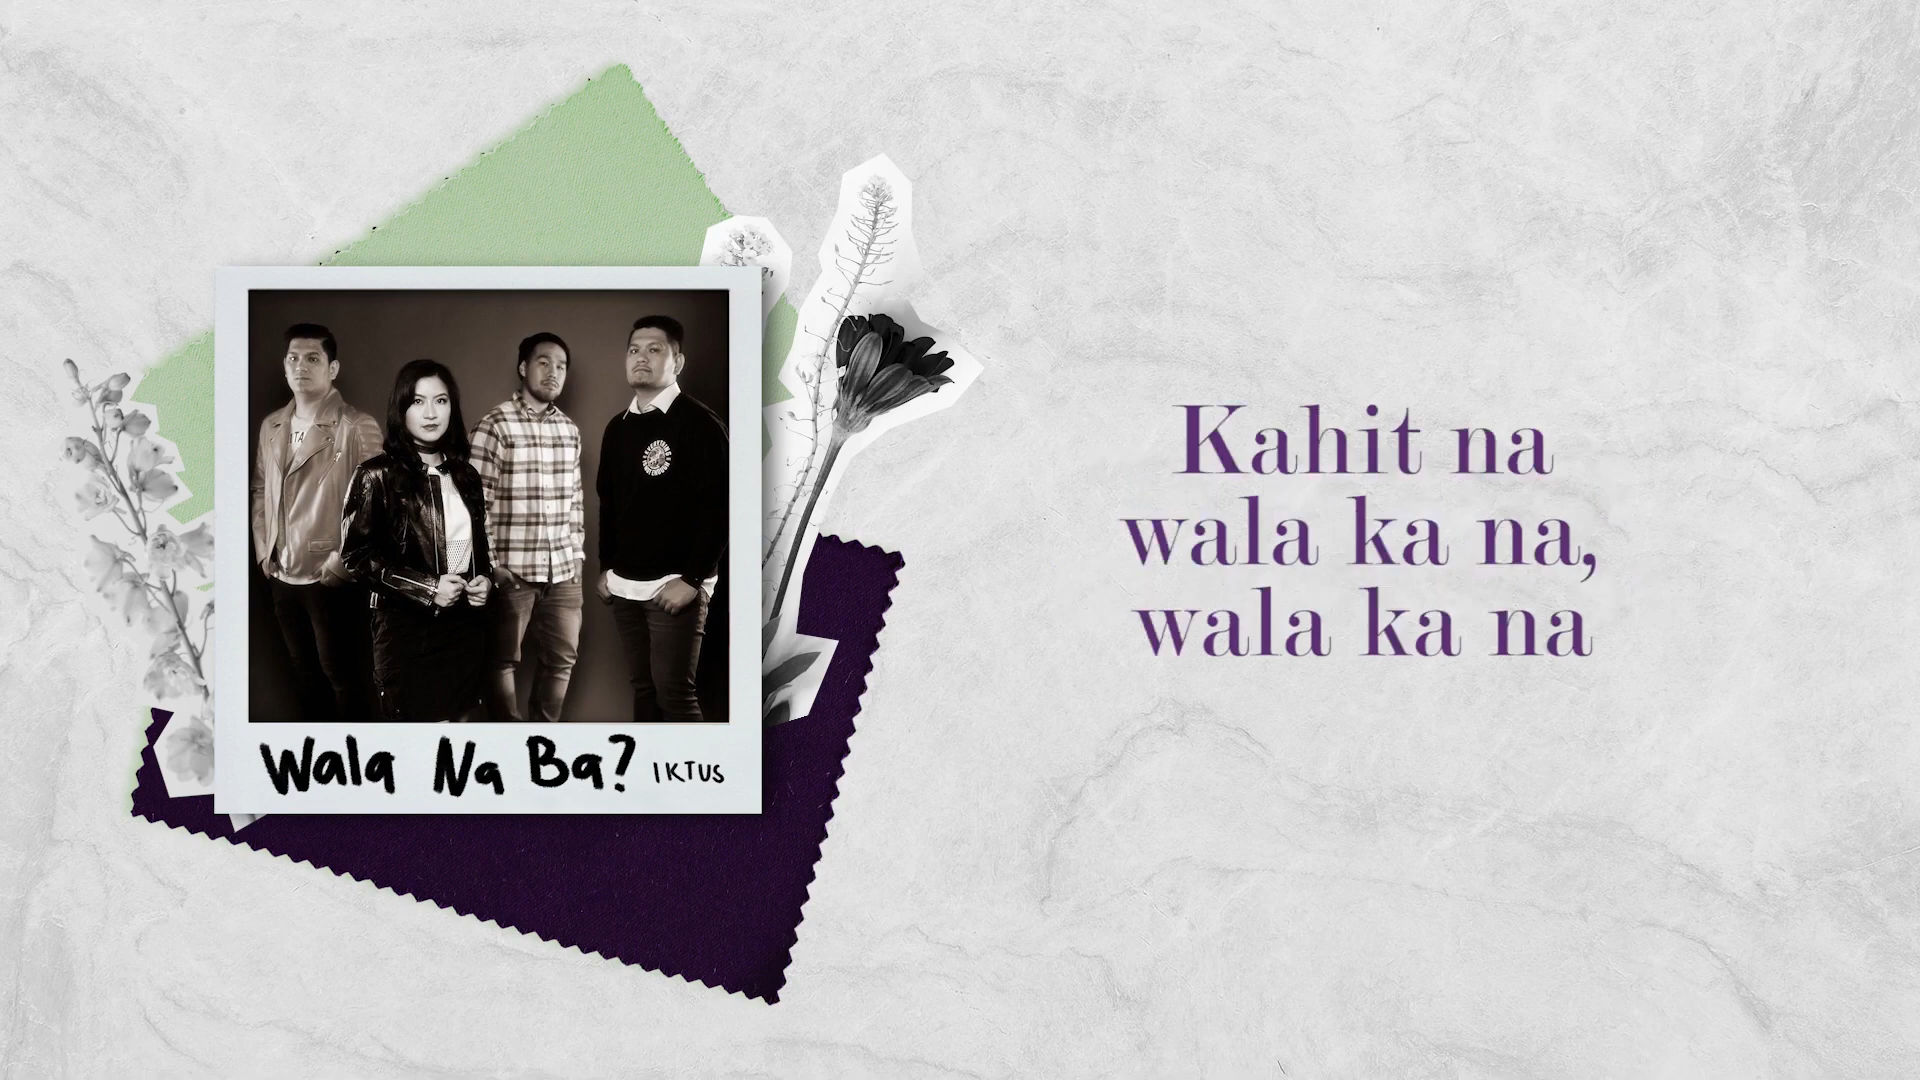 Wala Na Ba? IKTUS
Kahit na
wala ka na,
wala ka na